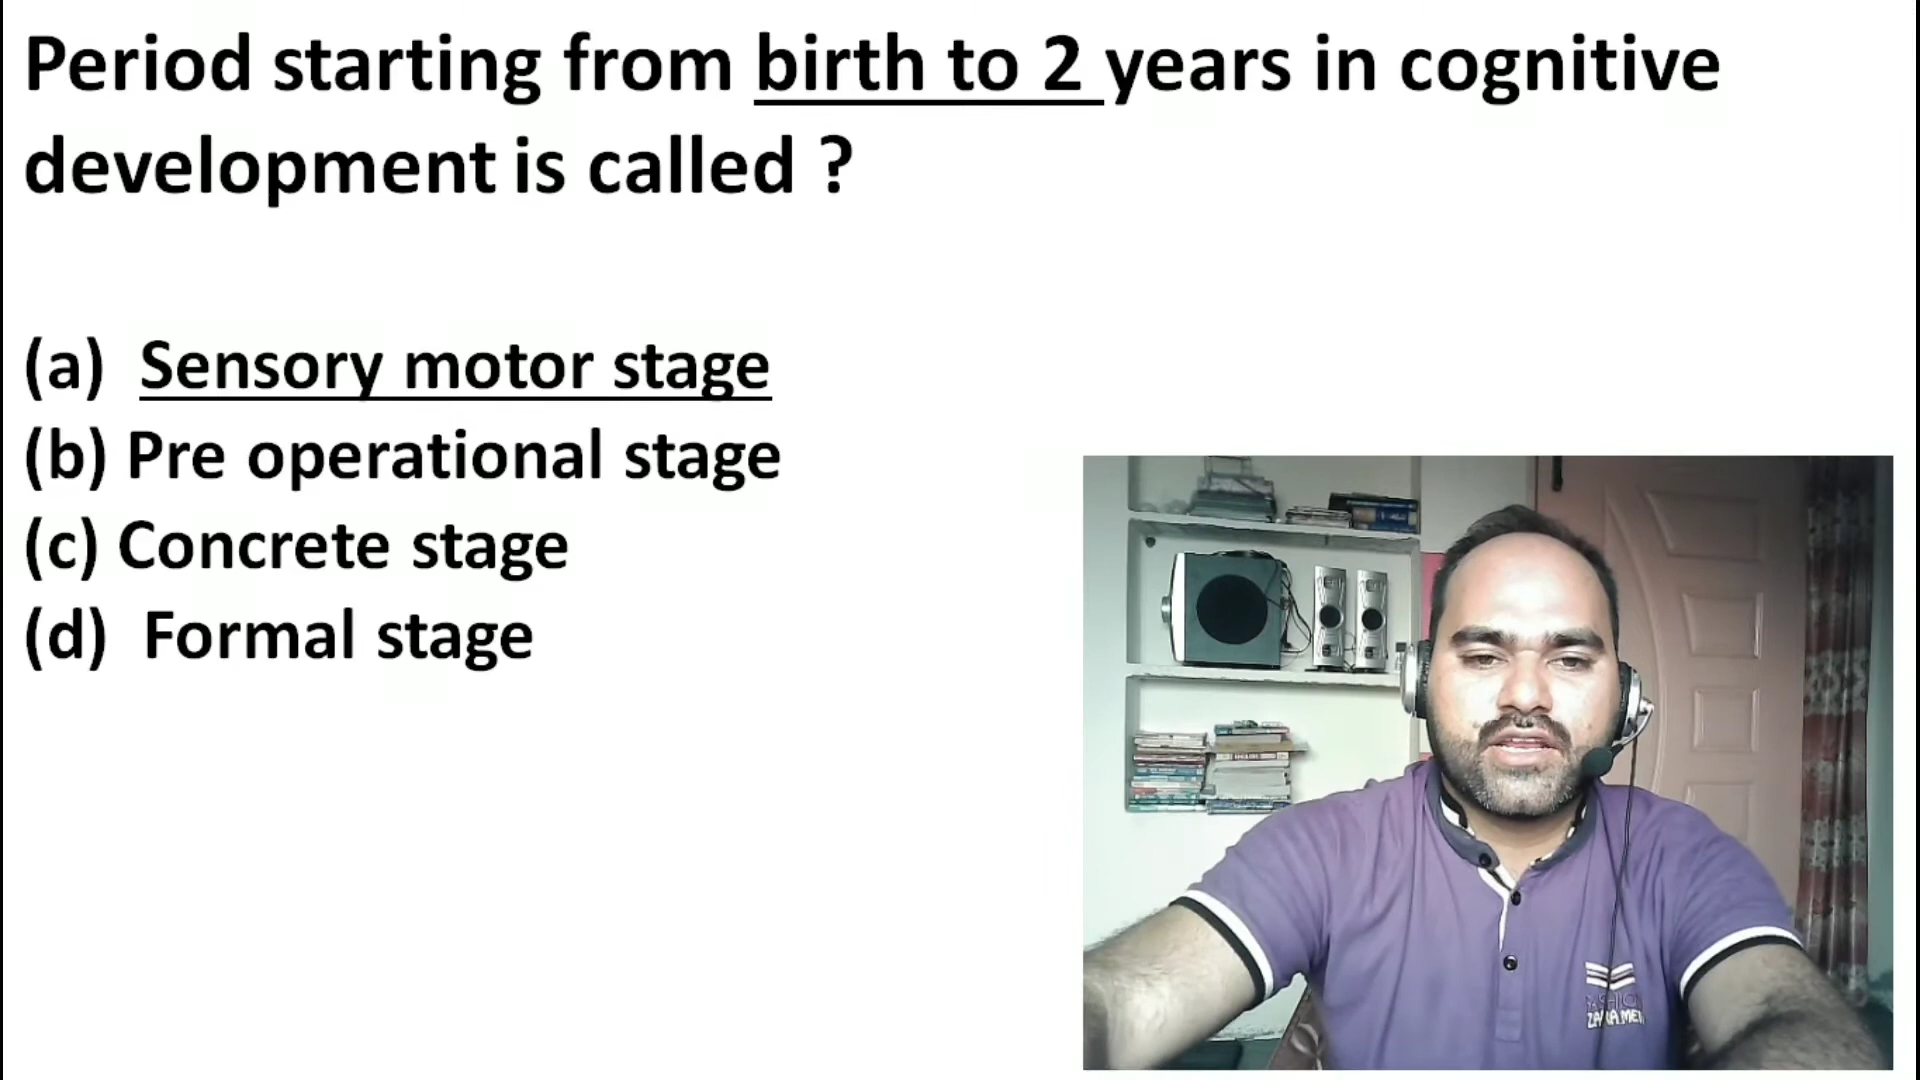 Period starting from birth to 2 years in cognitive
development is called ?
(a) Sensory motor stage
(b) Pre operational stage
(c) Concrete stage
(d) Formal stage